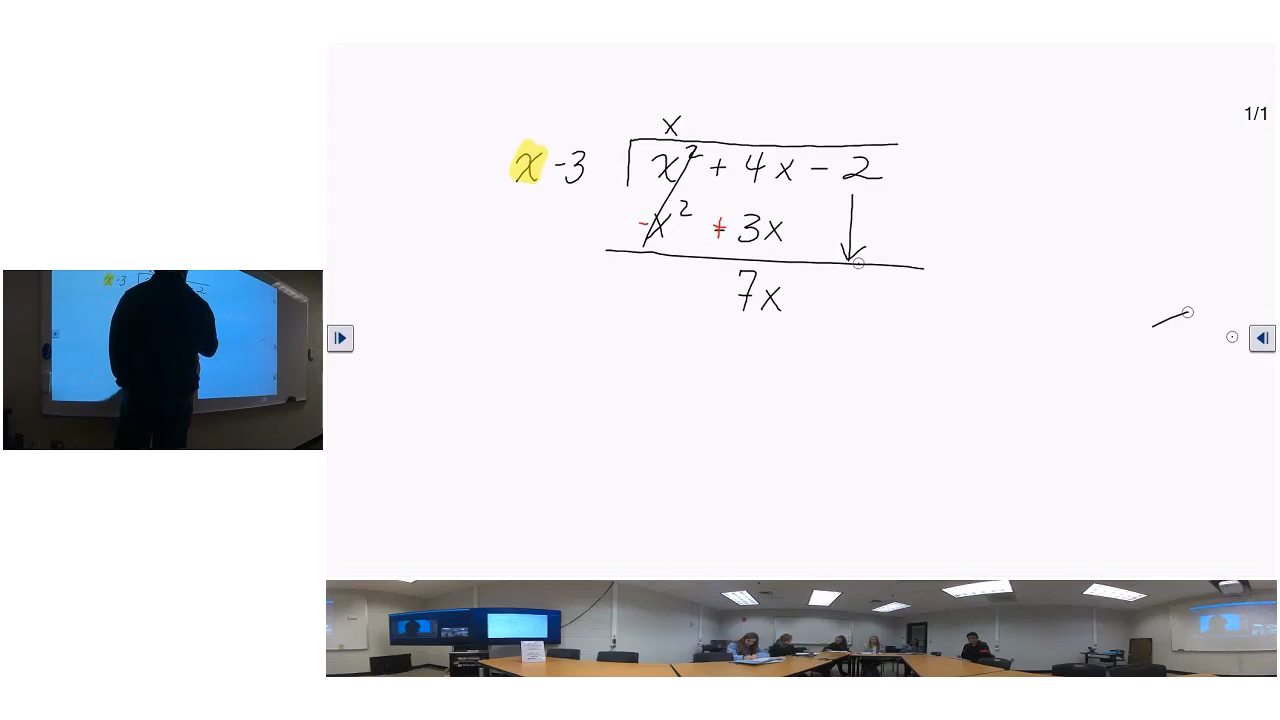 1/1
x
x - 3 x² + 4x - 2
- x² + 3x
7x